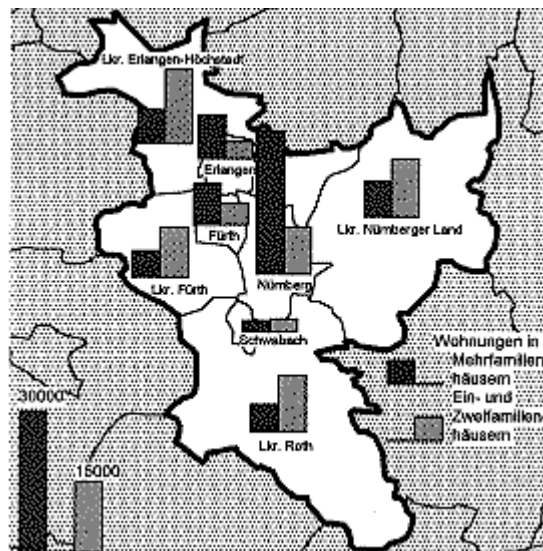 Lkr. Erlangen-Höchstadt
Erlangen
Fürth
Lkr. Nürnberger Land
Lkr. Fürth
Nürnberg
Schwabach
Wohnungen in
Mehrfamilien-
häusern
Ein- und
Zweifamilien-
häusern
30000
15000
Lkr. Roth